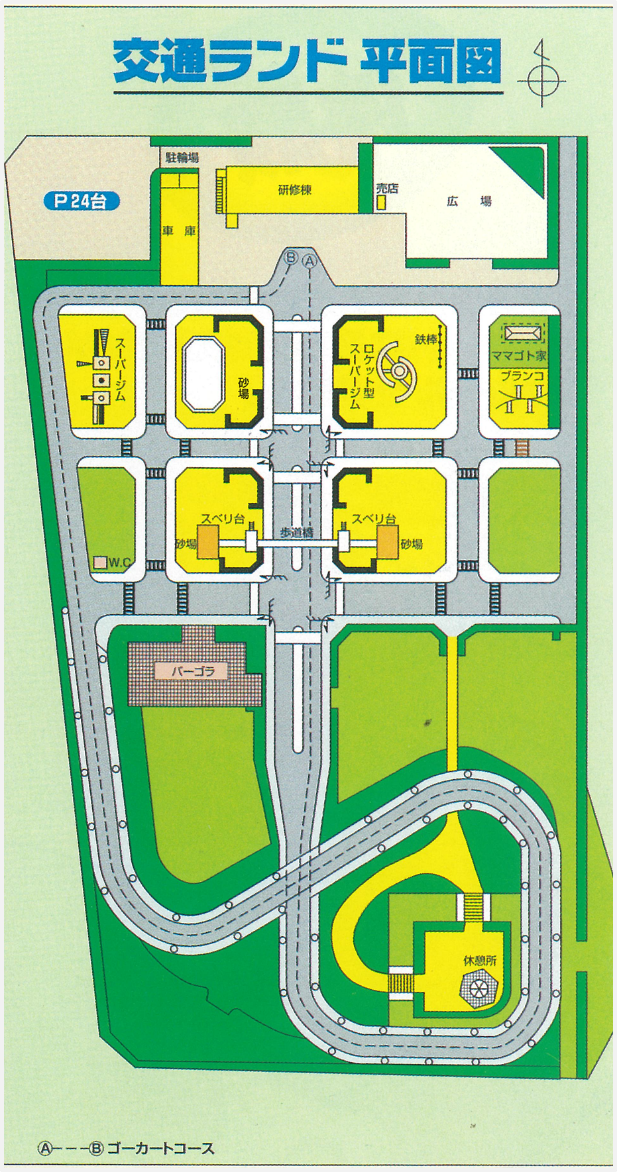 交通ランド 平面図
駐輪場
P24台
研修棟
売店
広場
車庫
B A
スーパージム
砂場
ロケット型
スーパージム
鉄棒
ママゴト家
ブランコ
スベリ台
砂場
歩道橋
スベリ台
砂場
W.C
パーゴラ
休憩所
A---B ゴーカートコース